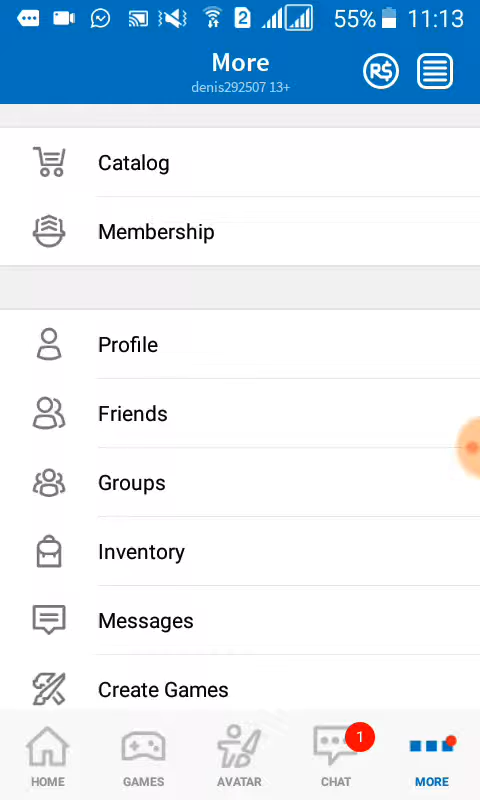 2 55% 11:13
More
R$
denis292507 13+
Catalog
Membership
Profile
Friends
Groups
Inventory
Messages
Create Games
1
HOME GAMES AVATAR CHAT MORE